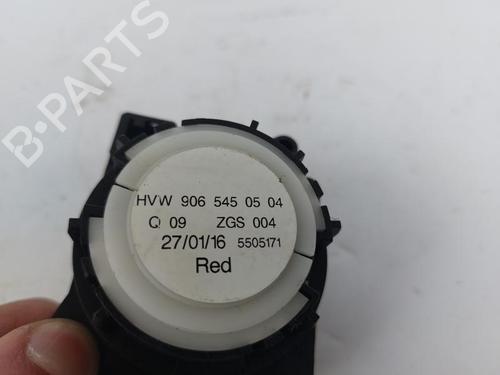 B-PARTS
HVW 906 545 05 04
Q 09 ZGS 004
27/01/16 5505171
Red